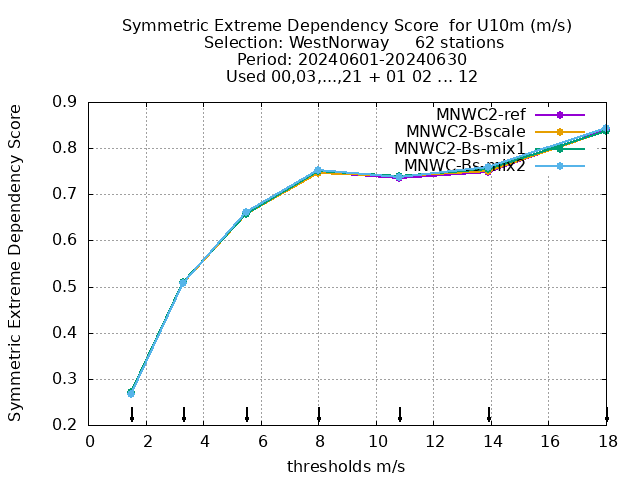 Symmetric Extreme Dependency Score  for U10m (m/s)
Selection: WestNorway     62 stations
Period: 20240601-20240630
Used 00,03,...,21 + 01 02 ... 12
MNWC2-ref
MNWC2-Bscale
MNWC2-Bs-mix1
MNWC-Bs-mix2
Symmetric Extreme Dependency Score
0.9
0.8
0.7
0.6
0.5
0.4
0.3
0.2
0 2 4 6 8 10 12 14 16 18
thresholds m/s